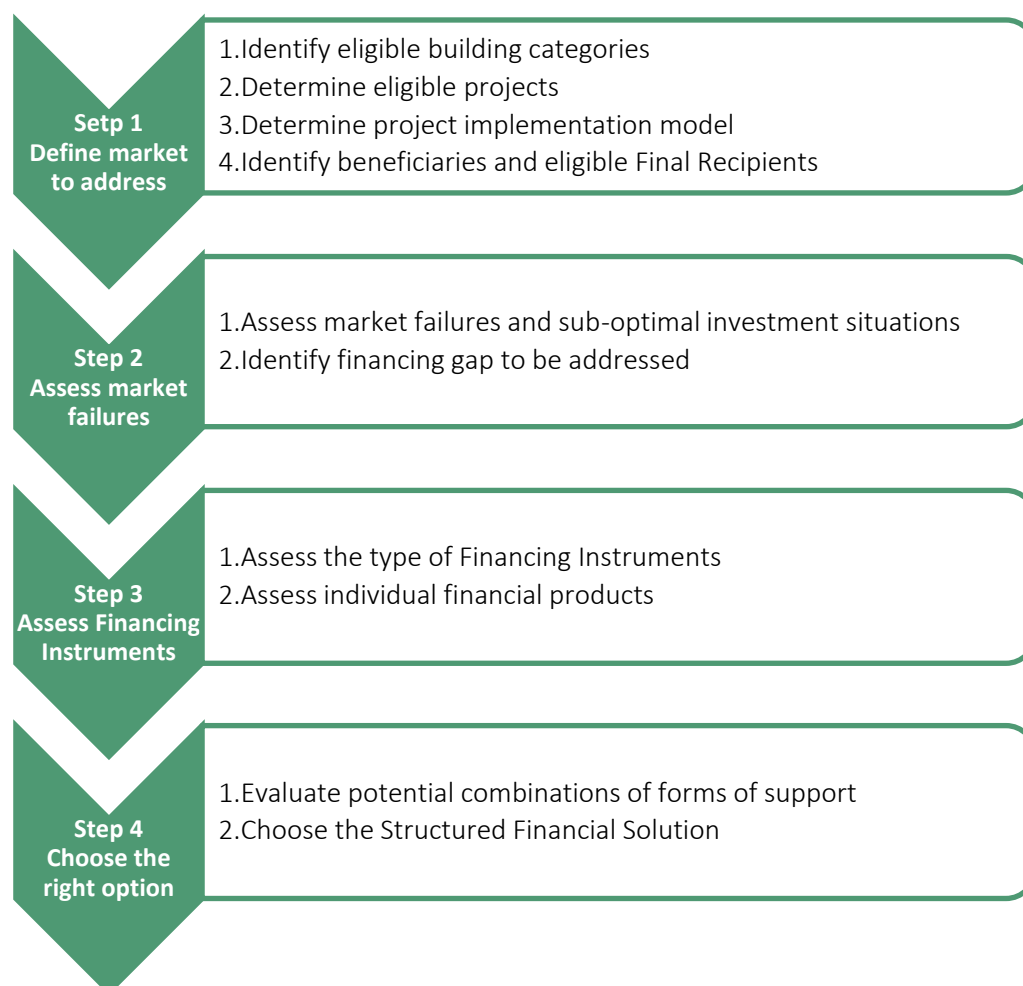 Setp 1
Define market
to address
1.Identify eligible building categories
2.Determine eligible projects
3.Determine project implementation model
4.Identify beneficiaries and eligible Final Recipients
Step 2
Assess market
failures
1.Assess market failures and sub-optimal investment situations
2.Identify financing gap to be addressed
Step 3
Assess Financing
Instruments
1.Assess the type of Financing Instruments
2.Assess individual financial products
Step 4
Choose the
right option
1.Evaluate potential combinations of forms of support
2.Choose the Structured Financial Solution